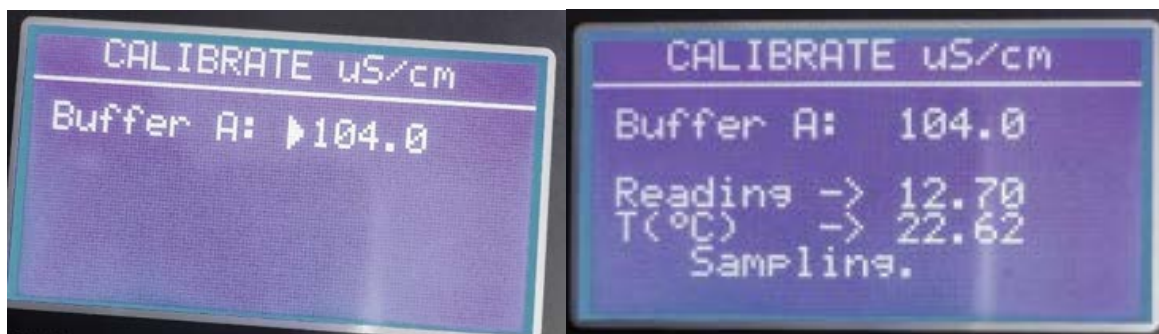 CALIBRATE uS/cm
Buffer A: ▶104.0
CALIBRATE uS/cm
Buffer A: 104.0
Reading -> 12.70
T(°C) -> 22.62
Sampling.